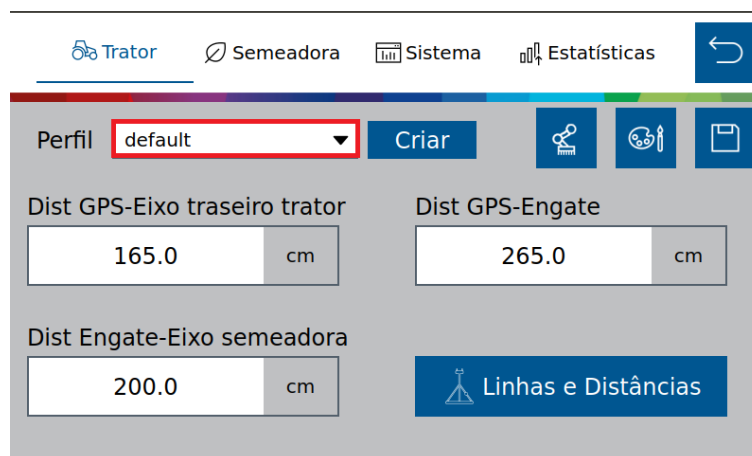 Trator Semeadora Sistema Estatísticas
Perfil default Criar
Dist GPS-Eixo traseiro trator Dist GPS-Engate
165.0 cm 265.0 cm
Dist Engate-Eixo semeadora
200.0 cm Linhas e Distâncias